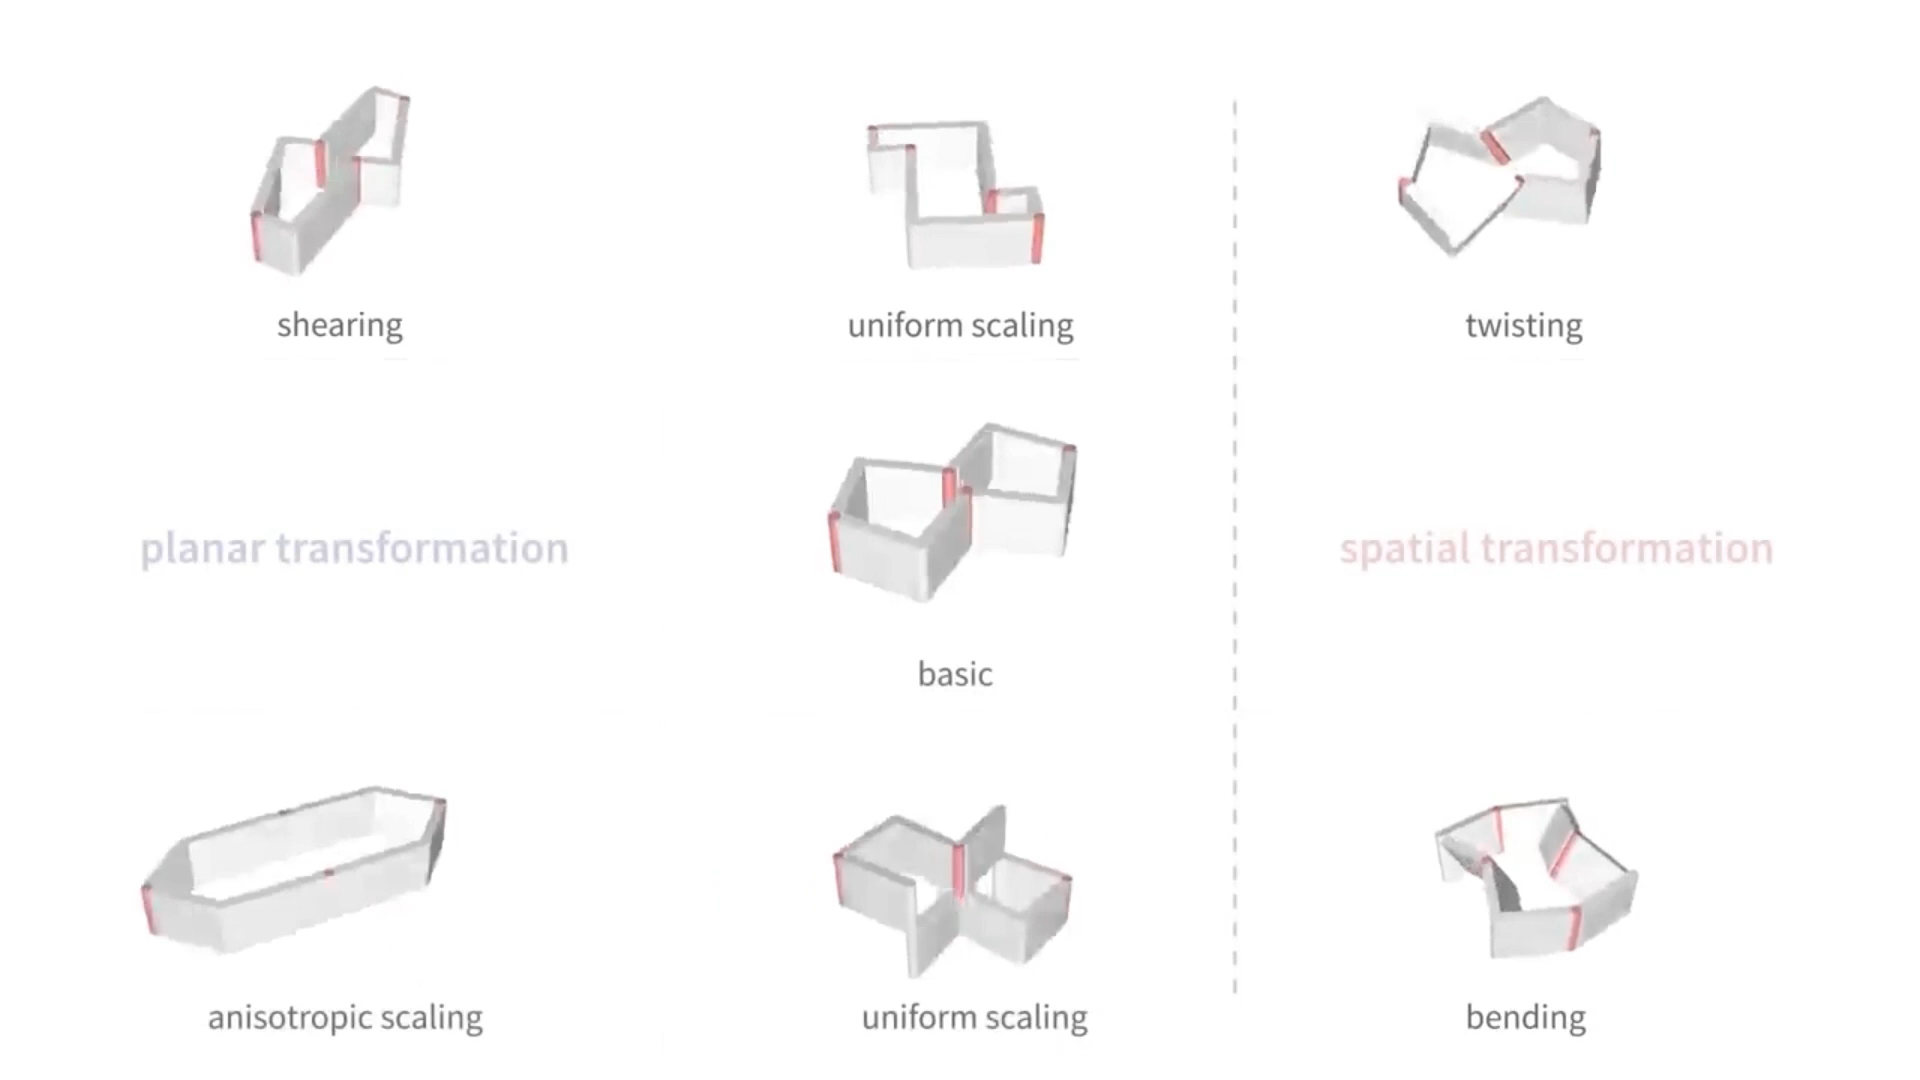 shearing
uniform scaling
twisting
planar transformation
spatial transformation
basic
anisotropic scaling
uniform scaling
bending